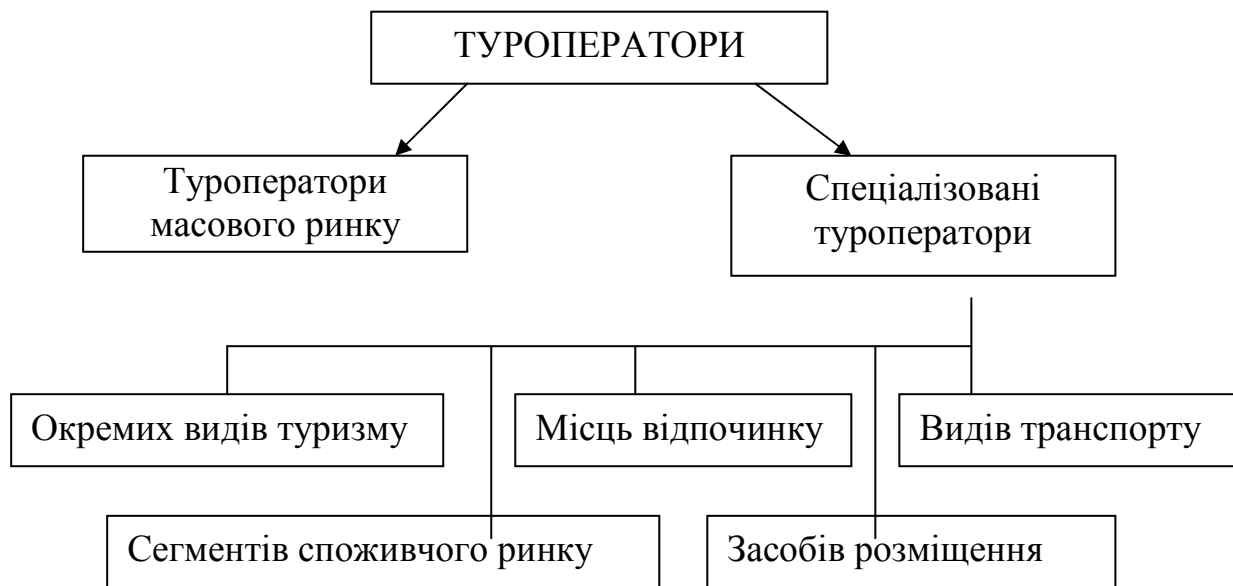 ТУРОПЕРАТОРИ
Туроператори
масового ринку
Спеціалізовані
туроператори
Окремих видів туризму
Місць відпочинку
Видів транспорту
Сегментів споживчого ринку
Засобів розміщення